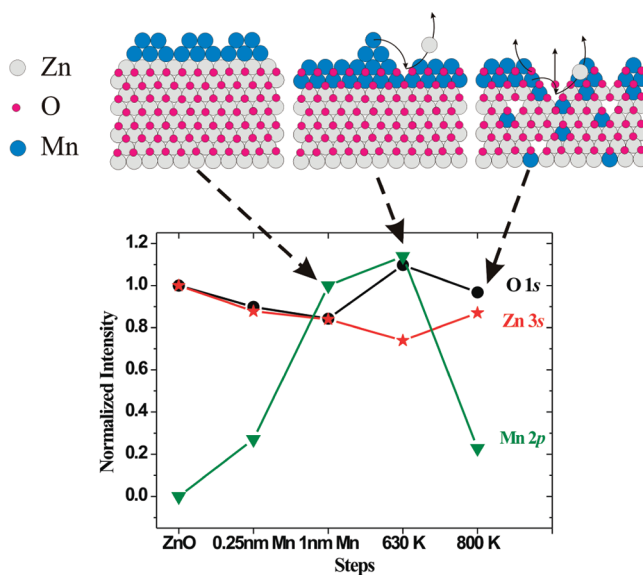 Zn
O
Mn
1.2
1.0
0.8
0.6
0.4
0.2
0.0
Normalized Intensity
O 1s
Zn 3s
Mn 2p
ZnO 0.25nm Mn 1nm Mn 630 K 800 K
Steps